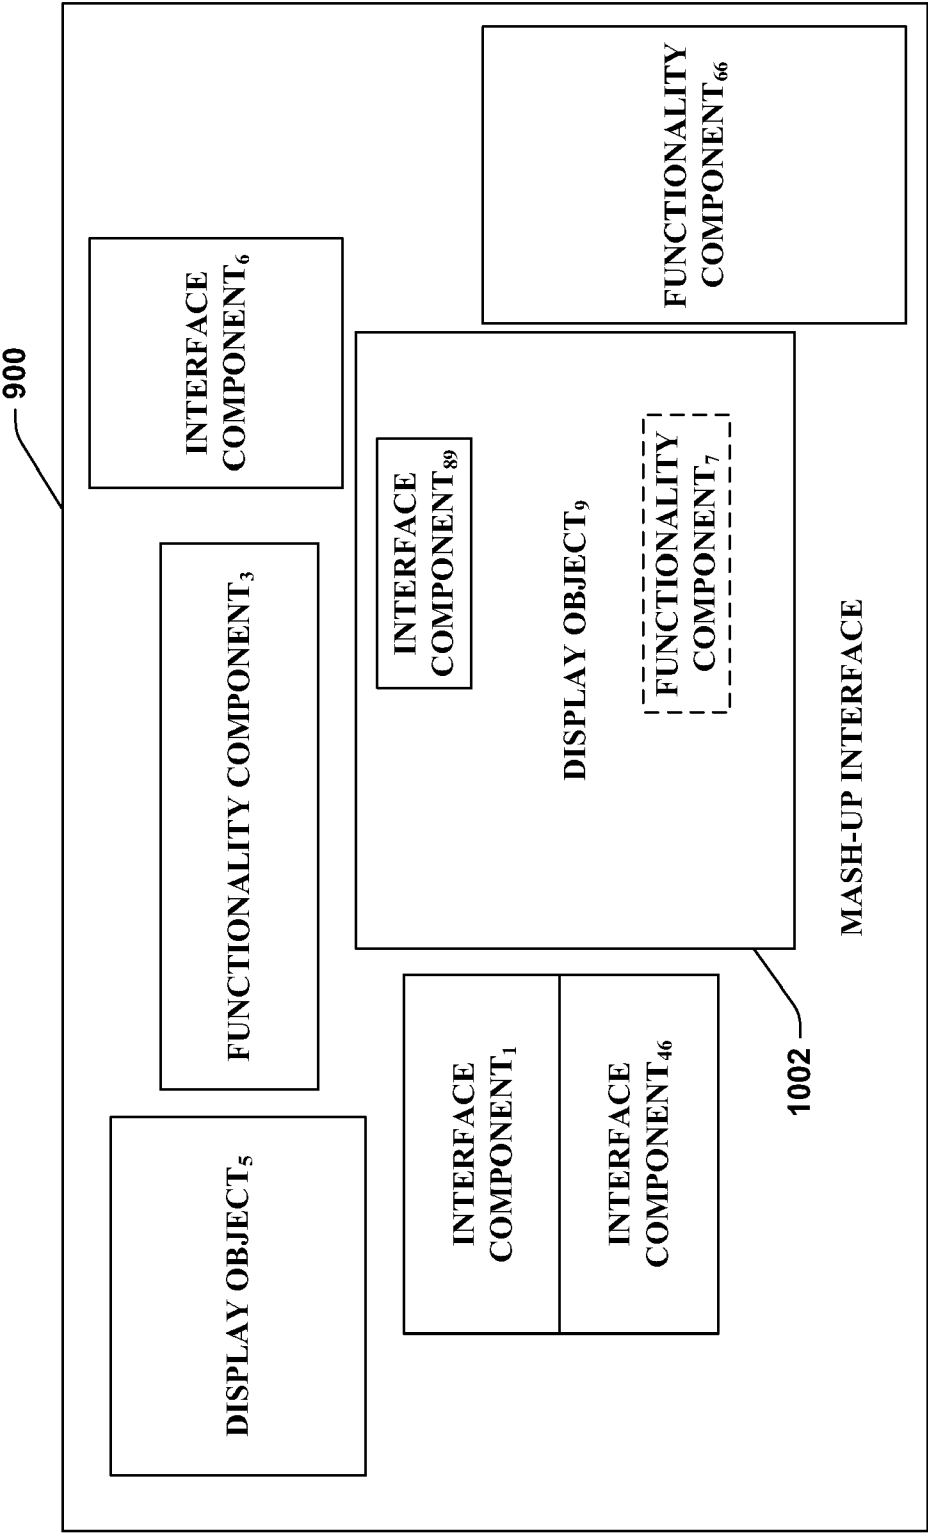 900
DISPLAY OBJECT₅
FUNCTIONALITY COMPONENT₃
INTERFACE
COMPONENT₆
INTERFACE
COMPONENT₁
INTERFACE
COMPONENT₄₆
INTERFACE
COMPONENT₈₉
DISPLAY OBJECT₉
FUNCTIONALITY
COMPONENT₇
FUNCTIONALITY
COMPONENT₆₆
1002
MASH-UP INTERFACE